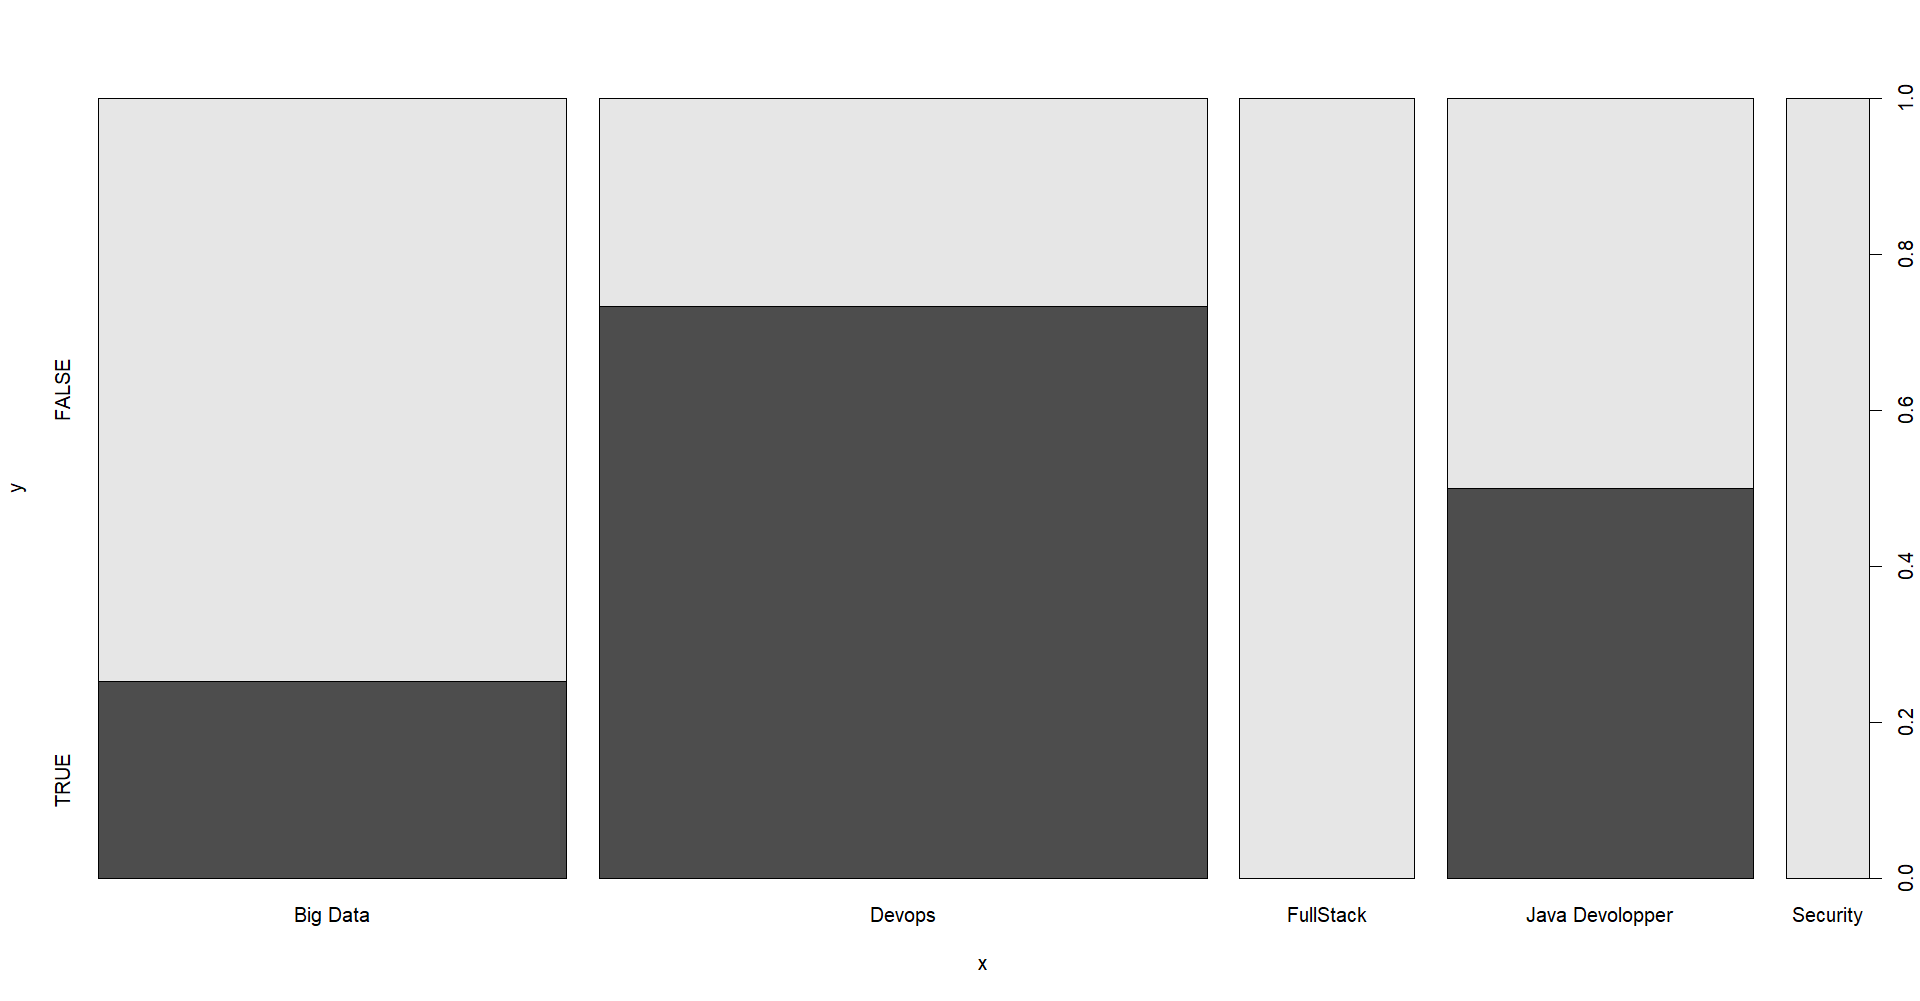 y
FALSE
TRUE
1.0
0.8
0.6
0.4
0.2
0.0
Big Data
Devops
FullStack
Java Devolopper
Security
x